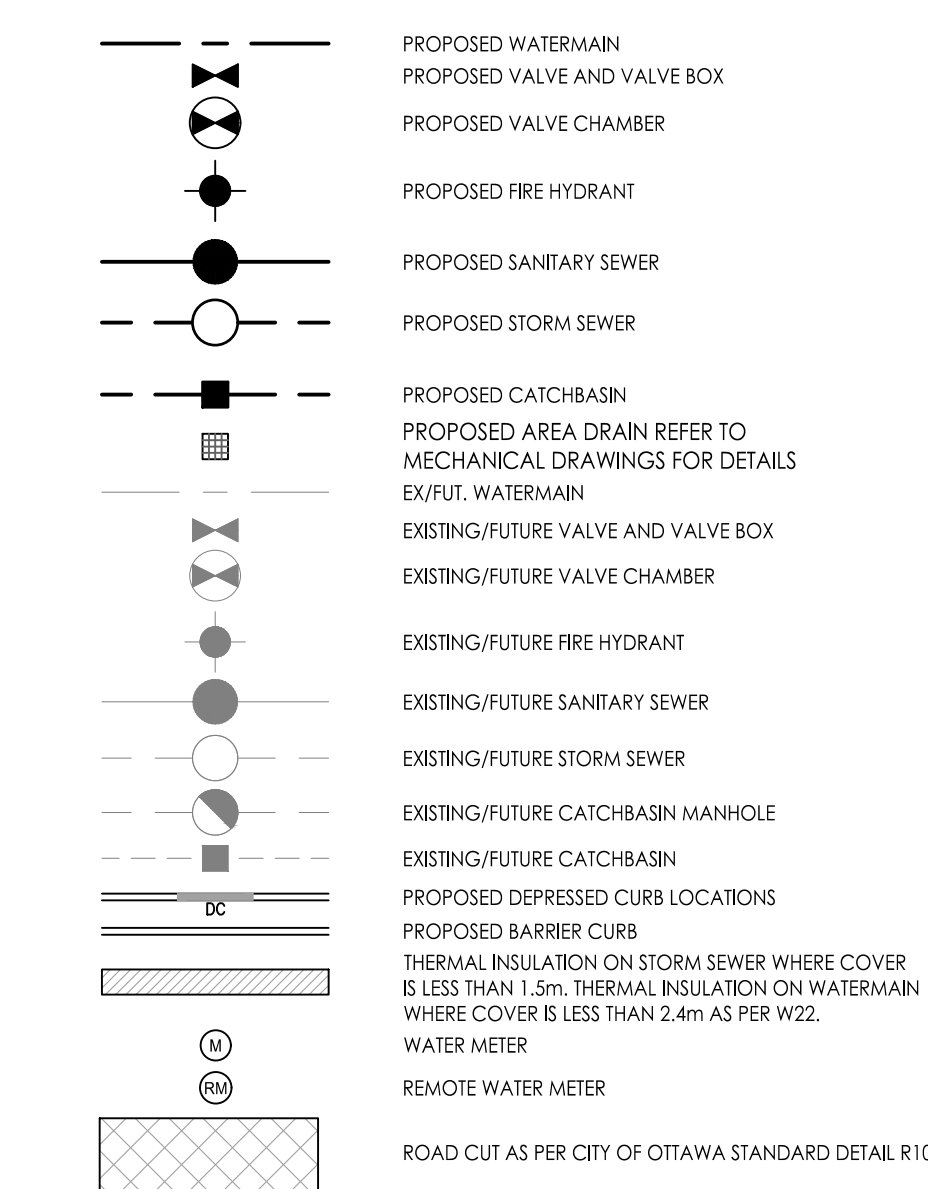 PROPOSED WATERMAIN
PROPOSED VALVE AND VALVE BOX
PROPOSED VALVE CHAMBER
PROPOSED FIRE HYDRANT
PROPOSED SANITARY SEWER
PROPOSED STORM SEWER
PROPOSED CATCHBASIN
PROPOSED AREA DRAIN REFER TO
MECHANICAL DRAWINGS FOR DETAILS
EX/FUT. WATERMAIN
EXISTING/FUTURE VALVE AND VALVE BOX
EXISTING/FUTURE VALVE CHAMBER
EXISTING/FUTURE FIRE HYDRANT
EXISTING/FUTURE SANITARY SEWER
EXISTING/FUTURE STORM SEWER
EXISTING/FUTURE CATCHBASIN MANHOLE
EXISTING/FUTURE CATCHBASIN
DC PROPOSED DEPRESSED CURB LOCATIONS
PROPOSED BARRIER CURB
THERMAL INSULATION ON STORM SEWER WHERE COVER
IS LESS THAN 1.5m. THERMAL INSULATION ON WATERMAIN
WHERE COVER IS LESS THAN 2.4m AS PER W22.
M WATER METER
RM REMOTE WATER METER
ROAD CUT AS PER CITY OF OTTAWA STANDARD DETAIL